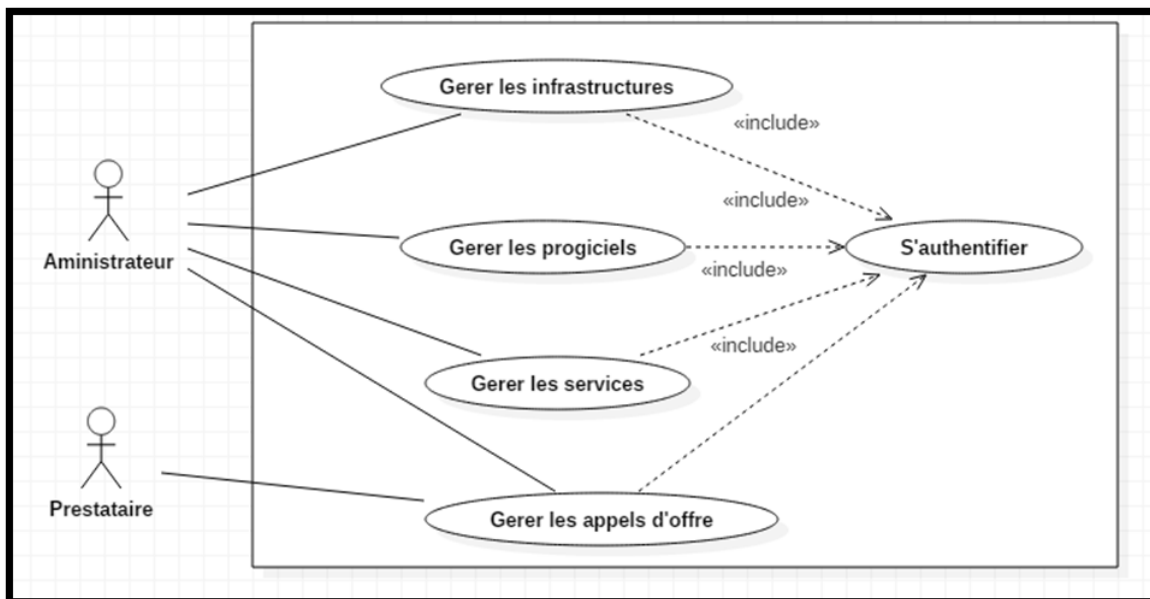 Gerer les infrastructures
«include»
«include»
Gerer les progiciels
S'authentifier
Aministrateur
«include»
«include»
Gerer les services
Prestataire
Gerer les appels d'offre